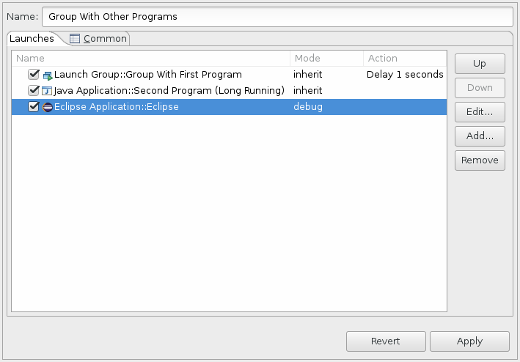 Name: Group With Other Programs
Launches Common
Name Mode Action
Launch Group::Group With First Program inherit Delay 1 seconds
Java Application::Second Program (Long Running) inherit
Eclipse Application::Eclipse debug
Up
Down
Edit...
Add...
Remove
Revert Apply